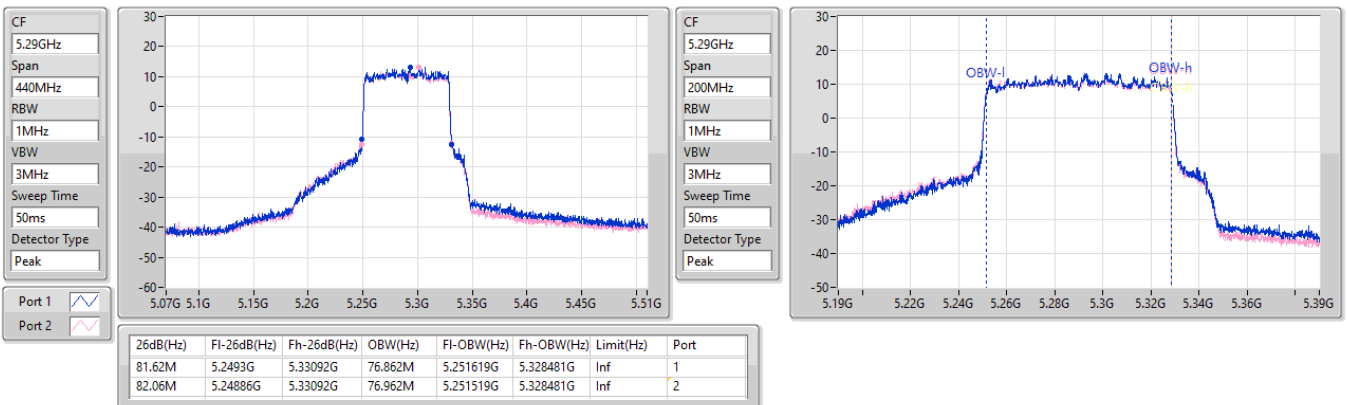 CF
5.29GHz
Span
440MHz
RBW
1MHz
VBW
3MHz
Sweep Time
50ms
Detector Type
Peak
Port 1
Port 2
30
20
10
0
-10
-20
-30
-40
-50
-60
5.07G 5.1G 5.15G 5.2G 5.25G 5.3G 5.35G 5.4G 5.45G 5.51G
CF
5.29GHz
Span
200MHz
RBW
1MHz
VBW
3MHz
Sweep Time
50ms
Detector Type
Peak
30
20
10
0
-10
-20
-30
-40
-50
OBW-l OBW-h
5.19G 5.22G 5.24G 5.26G 5.28G 5.3G 5.32G 5.34G 5.36G 5.39G
26dB(Hz) Fl-26dB(Hz) Fh-26dB(Hz) OBW(Hz) Fl-OBW(Hz) Fh-OBW(Hz) Limit(Hz) Port
81.62M 5.2493G 5.33092G 76.862M 5.251619G 5.328481G Inf 1
82.06M 5.24886G 5.33092G 76.962M 5.251519G 5.328481G Inf 2